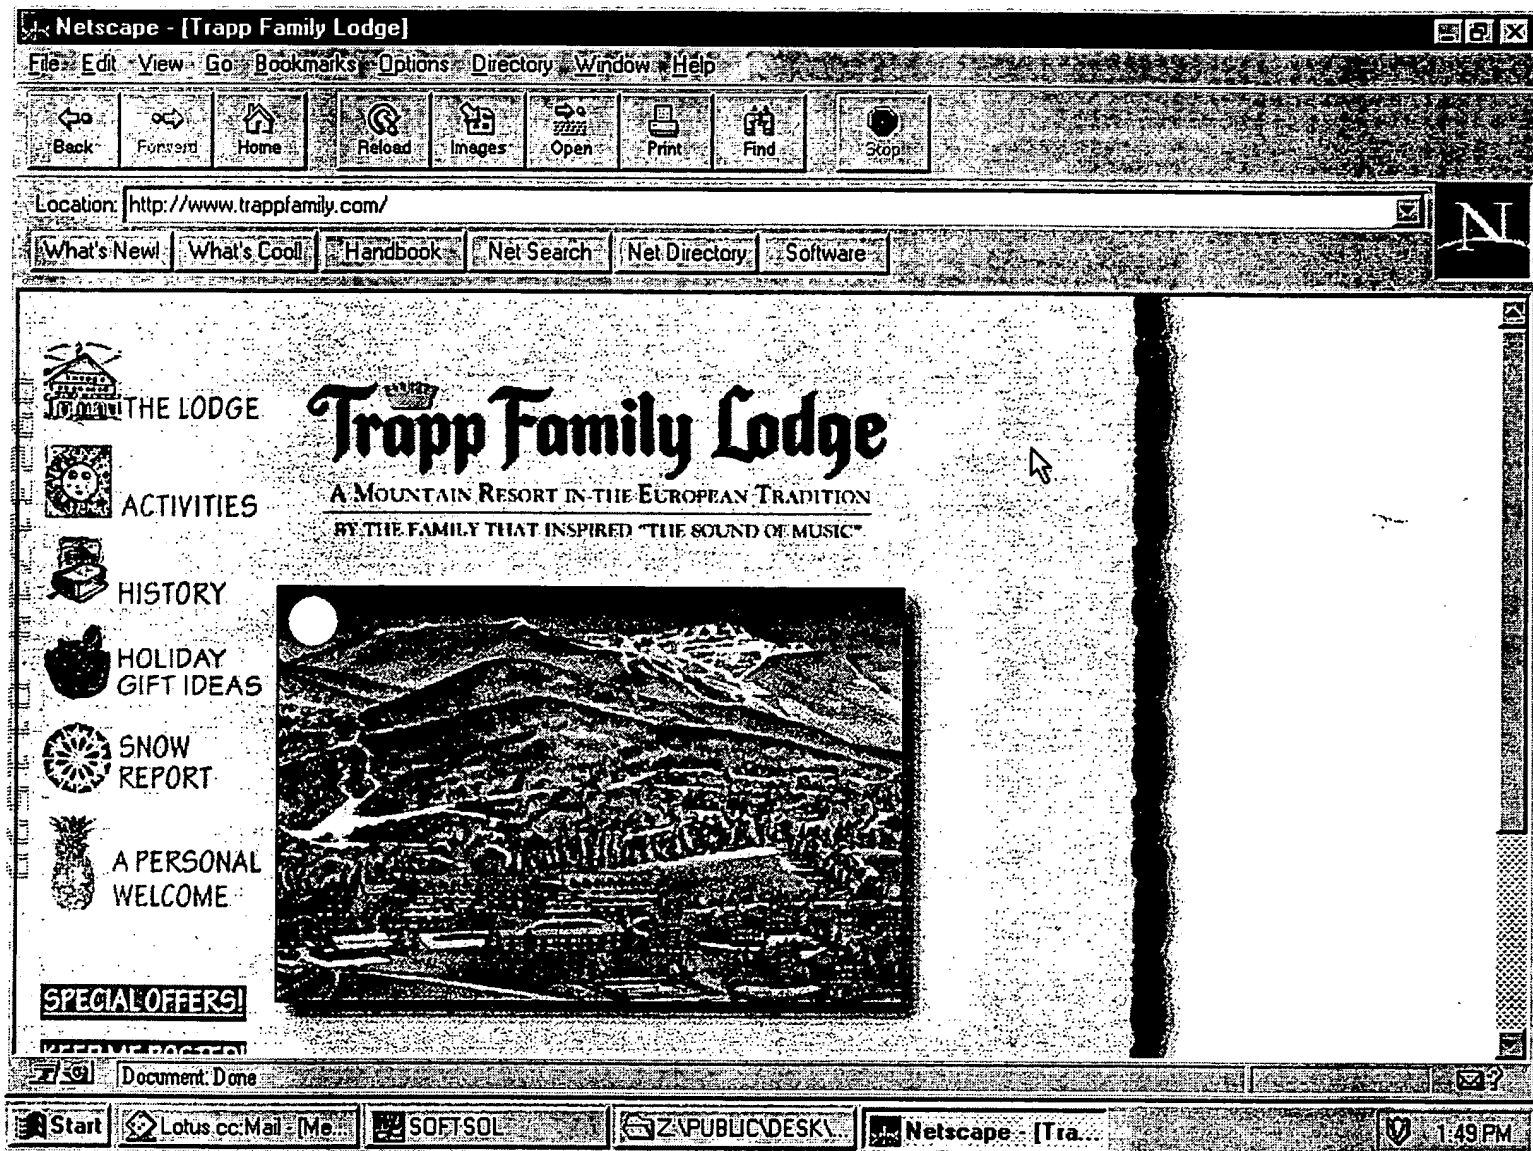 Netscape - [Trapp Family Lodge]
File Edit View Go Bookmarks Options Directory Window Help
Back Forward Home Reload Images Open Print Find Stop
Location: http://www.trappfamily.com/
What's New! What's Cool! Handbook Net Search Net Directory Software
THE LODGE
ACTIVITIES
HISTORY
HOLIDAY
GIFT IDEAS
SNOW
REPORT
A PERSONAL
WELCOME
SPECIAL OFFERS!
KEEP ME POSTED!
Trapp Family Lodge
A MOUNTAIN RESORT IN THE EUROPEAN TRADITION
BY THE FAMILY THAT INSPIRED "THE SOUND OF MUSIC"
N
Document: Done
Start Lotus cc:Mail - [Me... SOFTSOL Z:\PUBLIC\DESK\... Netscape - [Tra... 1:49 PM